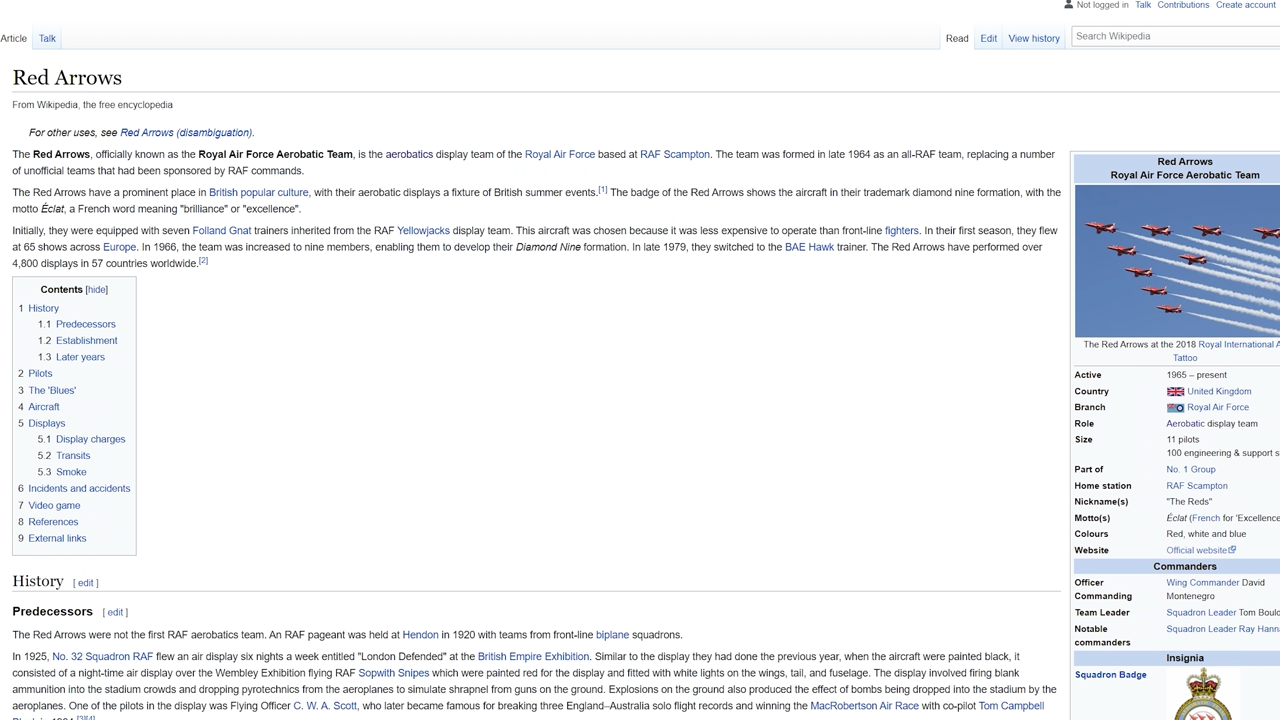 Not logged in Talk Contributions Create account
Article Talk Read Edit View history Search Wikipedia
Red Arrows
From Wikipedia, the free encyclopedia
For other uses, see Red Arrows (disambiguation).
The Red Arrows, officially known as the Royal Air Force Aerobatic Team, is the aerobatics display team of the Royal Air Force based at RAF Scampton. The team was formed in late 1964 as an all-RAF team, replacing a number
of unofficial teams that had been sponsored by RAF commands.
The Red Arrows have a prominent place in British popular culture, with their aerobatic displays a fixture of British summer events.[1] The badge of the Red Arrows shows the aircraft in their trademark diamond nine formation, with the
motto Éclat, a French word meaning "brilliance" or "excellence".
Initially, they were equipped with seven Folland Gnat trainers inherited from the RAF Yellowjacks display team. This aircraft was chosen because it was less expensive to operate than front-line fighters. In their first season, they flew
at 65 shows across Europe. In 1966, the team was increased to nine members, enabling them to develop their Diamond Nine formation. In late 1979, they switched to the BAE Hawk trainer. The Red Arrows have performed over
4,800 displays in 57 countries worldwide.[2]
Contents [hide]
1 History
1.1 Predecessors
1.2 Establishment
1.3 Later years
2 Pilots
3 The 'Blues'
4 Aircraft
5 Displays
5.1 Display charges
5.2 Transits
5.3 Smoke
6 Incidents and accidents
7 Video game
8 References
9 External links
History [ edit ]
Predecessors [ edit ]
The Red Arrows were not the first RAF aerobatics team. An RAF pageant was held at Hendon in 1920 with teams from front-line biplane squadrons.
In 1925, No. 32 Squadron RAF flew an air display six nights a week entitled "London Defended" at the British Empire Exhibition. Similar to the display they had done the previous year, when the aircraft were painted black, it
consisted of a night-time air display over the Wembley Exhibition flying RAF Sopwith Snipes which were painted red for the display and fitted with white lights on the wings, tail, and fuselage. The display involved firing blank
ammunition into the stadium crowds and dropping pyrotechnics from the aeroplanes to simulate shrapnel from guns on the ground. Explosions on the ground also produced the effect of bombs being dropped into the stadium by the
aeroplanes. One of the pilots in the display was Flying Officer C. W. A. Scott, who later became famous for breaking three England–Australia solo flight records and winning the MacRobertson Air Race with co-pilot Tom Campbell
Red Arrows
Royal Air Force Aerobatic Team
The Red Arrows at the 2018 Royal International A
Tattoo
Active 1965 – present
Country United Kingdom
Branch Royal Air Force
Role Aerobatic display team
Size 11 pilots
100 engineering & support s
Part of No. 1 Group
Home station RAF Scampton
Nickname(s) "The Reds"
Motto(s) Éclat (French for 'Excellence
Colours Red, white and blue
Website Official website
Commanders
Officer Commanding Wing Commander David Montenegro
Team Leader Squadron Leader Tom Bould
Notable commanders Squadron Leader Ray Hanna
Insignia
Squadron Badge